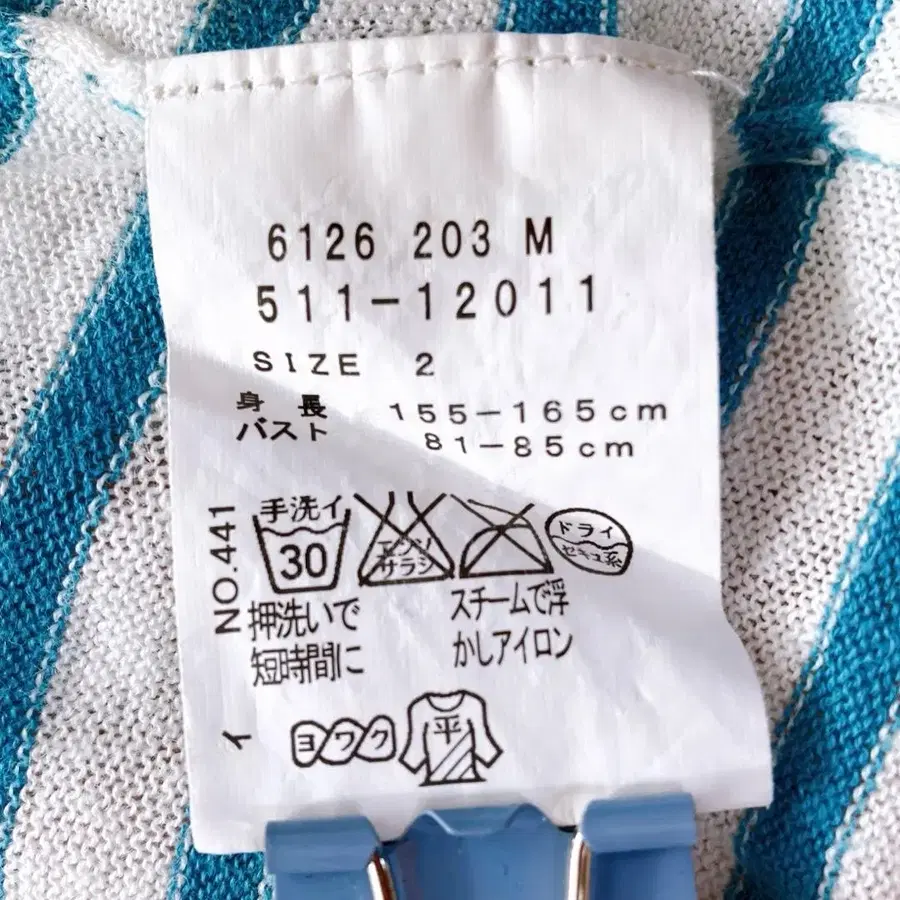 6126 203 M
511-12011
SIZE 2
身長 155-165cm
バスト 81-85cm
NO.441
手洗イ
30
エンソ
サラシ
ドライ
セキユ系
押洗いで
短時間に
スチームで浮
かしアイロン
イ
ヨワク
平